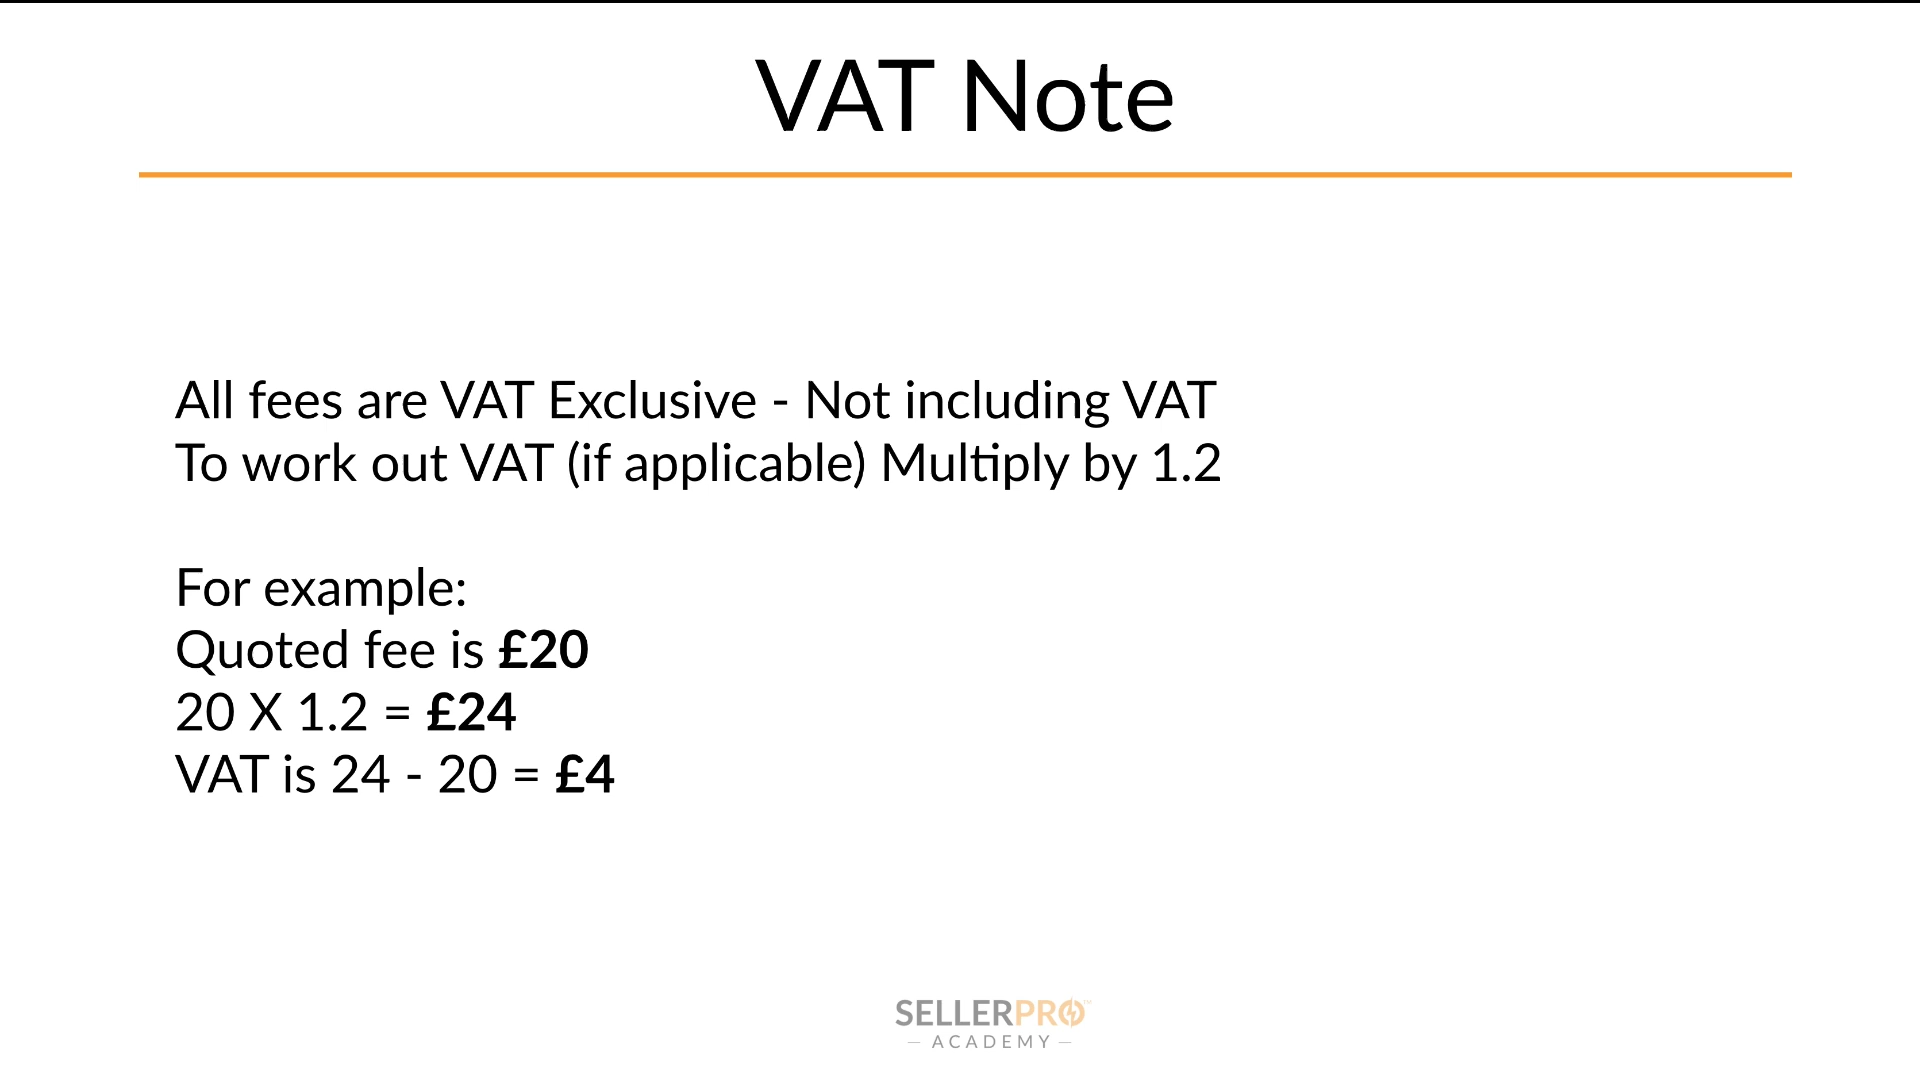 VAT Note
All fees are VAT Exclusive - Not including VAT
To work out VAT (if applicable) Multiply by 1.2
For example:
Quoted fee is £20
20 X 1.2 = £24
VAT is 24 - 20 = £4
SELLERPRO
ACADEMY